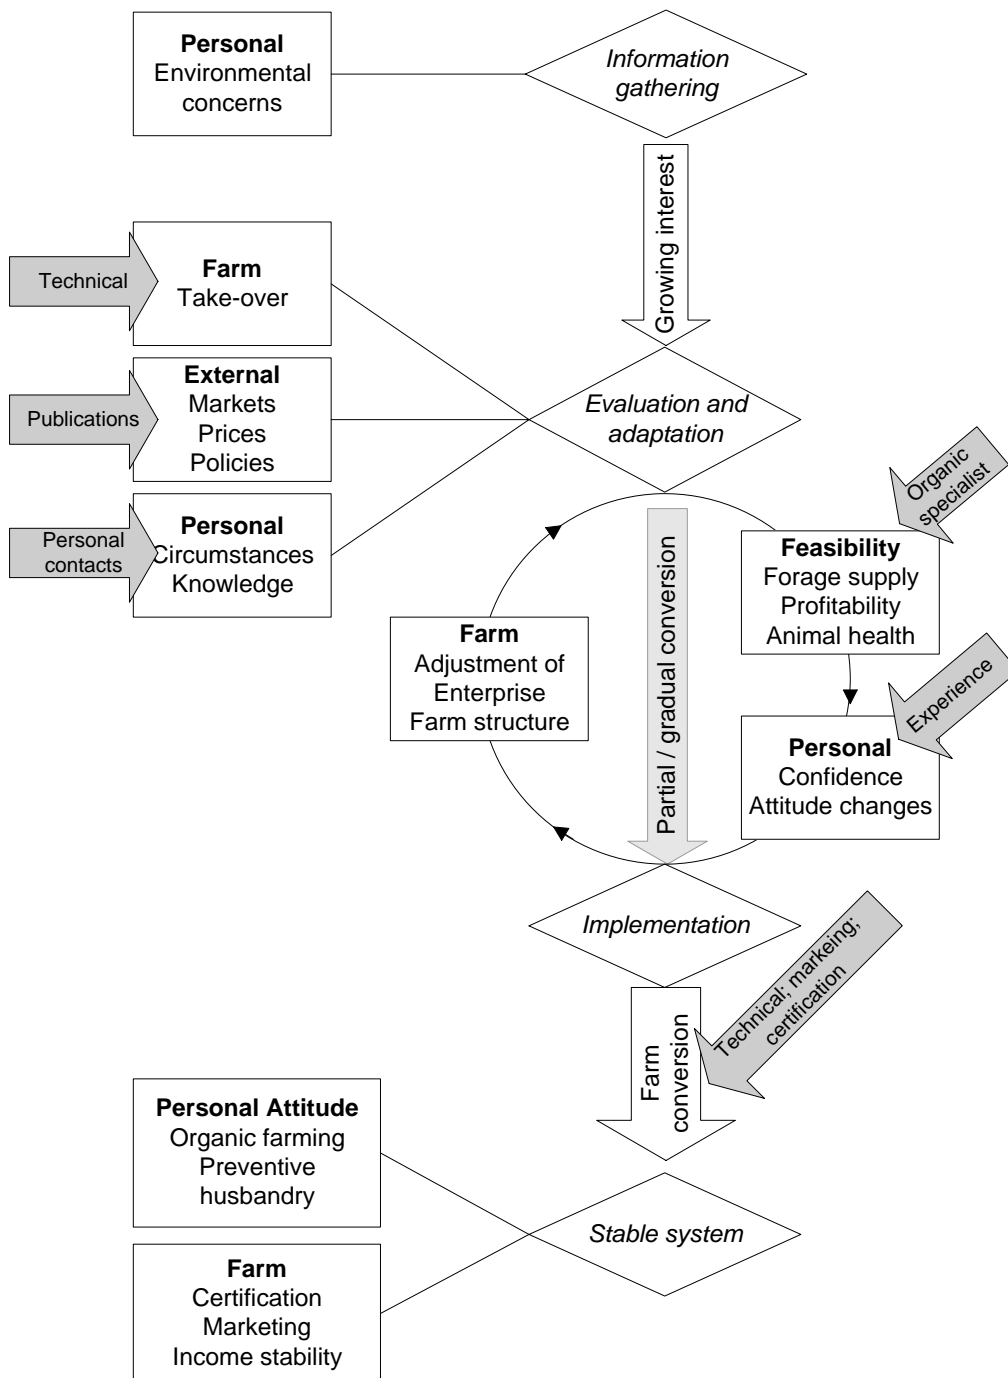 Personal
Environmental
concerns
Information
gathering
Growing interest
Technical
Farm
Take-over
Publications
External
Markets
Prices
Policies
Evaluation and
adaptation
Personal
contacts
Personal
Circumstances
Knowledge
Organic
specialist
Feasibility
Forage supply
Profitability
Animal health
Partial / gradual conversion
Farm
Adjustment of
Enterprise
Farm structure
Experience
Personal
Confidence
Attitude changes
Implementation
Technical; markeing;
certification
Farm
conversion
Personal Attitude
Organic farming
Preventive
husbandry
Stable system
Farm
Certification
Marketing
Income stability